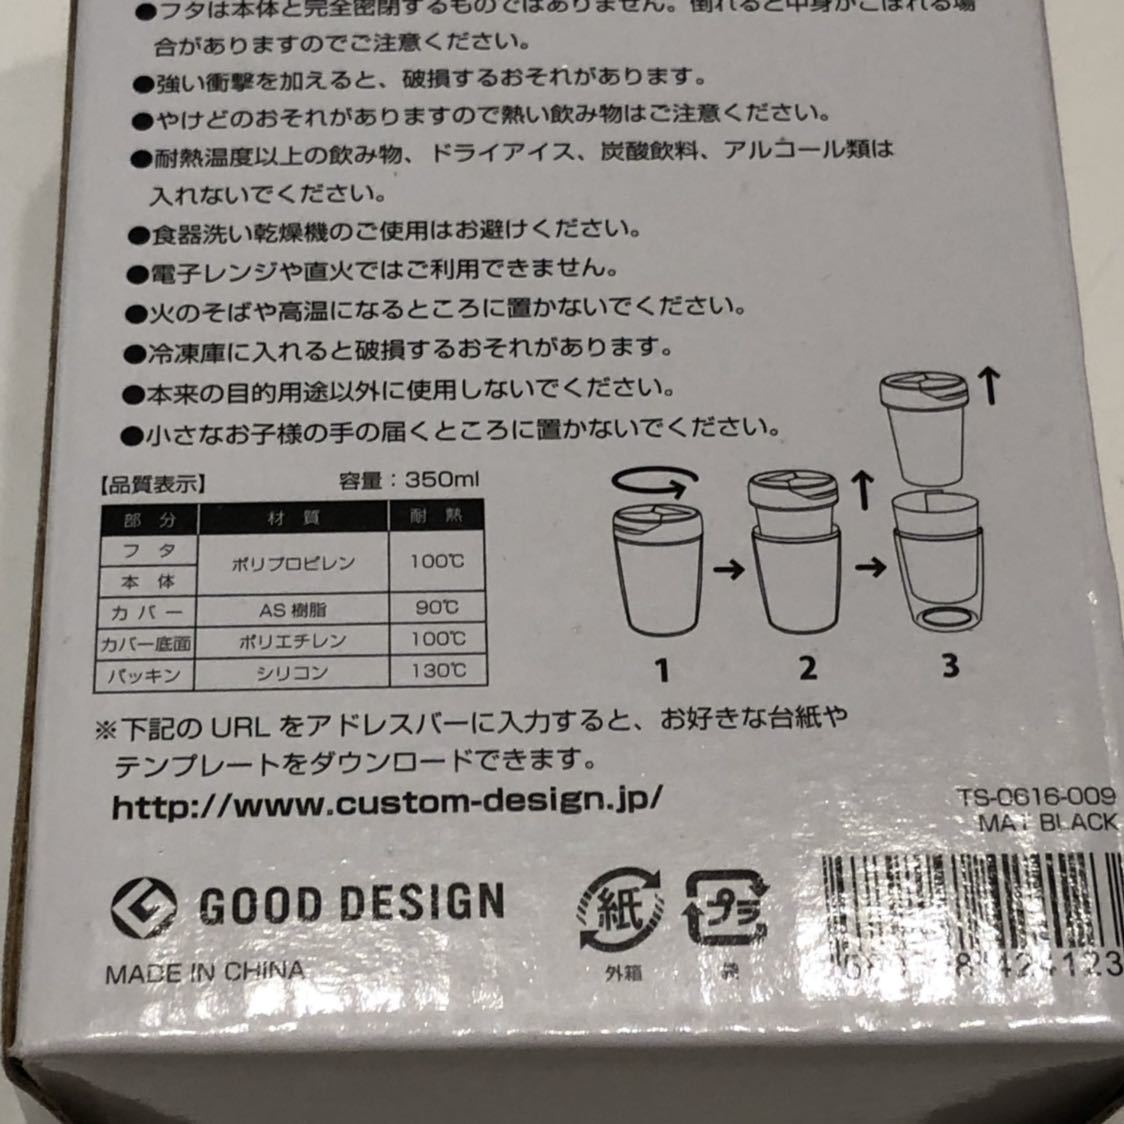 ●フタは本体と完全密閉するものではありません。倒れると中身がこぼれる場
合がありますのでご注意ください。
●強い衝撃を加えると、破損するおそれがあります。
●やけどのおそれがありますので熱い飲み物はご注意ください。
●耐熱温度以上の飲み物、ドライアイス、炭酸飲料、アルコール類は
入れないでください。
●食器洗い乾燥機のご使用はお避けください。
●電子レンジや直火ではご利用できません。
●火のそばや高温になるところに置かないでください。
●冷凍庫に入れると破損するおそれがあります。
●本来の目的用途以外に使用しないでください。
●小さなお子様の手の届くところに置かないでください。
【品質表示】 容量：350ml
部分 材質 耐熱
フタ ポリプロピレン 100℃
本体
カバー AS樹脂 90℃
カバー底面 ポリエチレン 100℃
パッキン シリコン 130℃
1 2 3
※下記のURLをアドレスバーに入力すると、お好きな台紙や
テンプレートをダウンロードできます。
http://www.custom-design.jp/
TS-0616-009
MAT BLACK
GOOD DESIGN
紙 プラ
外箱 袋
MADE IN CHINA